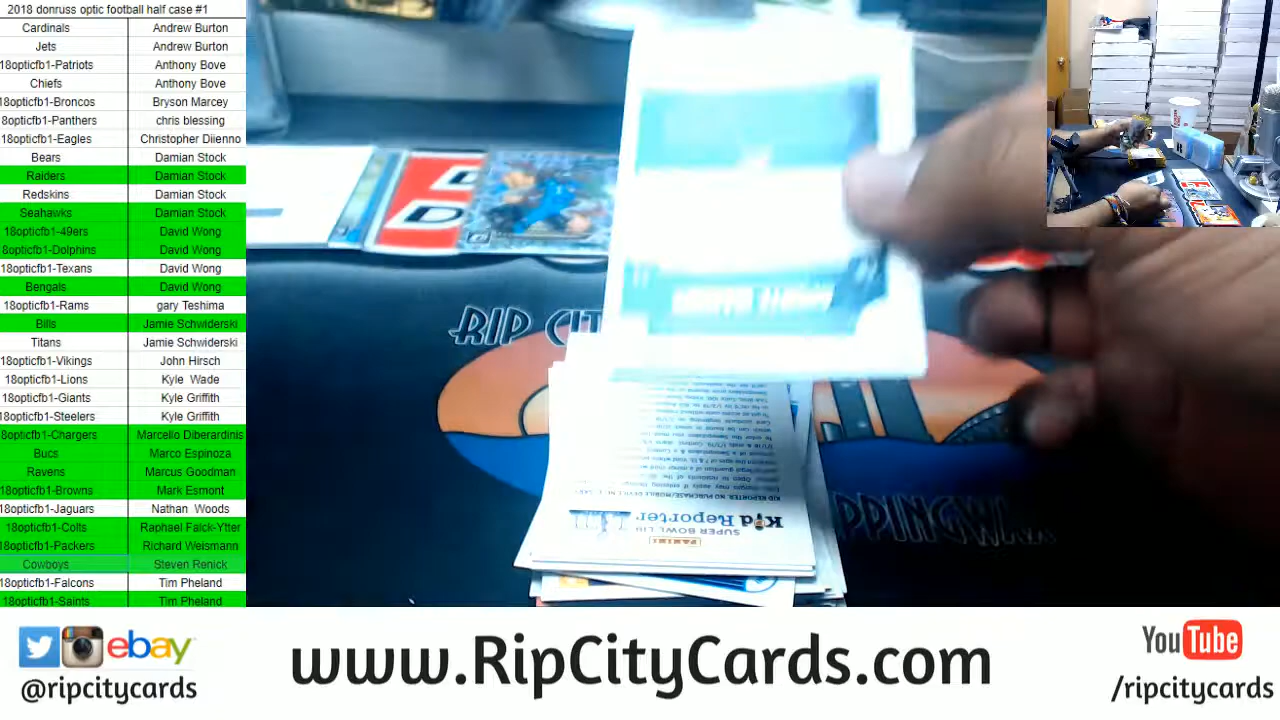 2018 donruss optic football half case #1
Cardinals Andrew Burton
Jets Andrew Burton
18opticfb1-Patriots Anthony Bove
Chiefs Anthony Bove
18opticfb1-Broncos Bryson Marcey
8opticfb1-Panthers chris blessing
18opticfb1-Eagles Christopher Diienno
Bears Damian Stock
Raiders Damian Stock
Redskins Damian Stock
Seahawks Damian Stock
18opticfb1-49ers David Wong
8opticfb1-Dolphins David Wong
18opticfb1-Texans David Wong
Bengals David Wong
18opticfb1-Rams gary Teshima
Bills Jamie Schwiderski
Titans Jamie Schwiderski
18opticfb1-Vikings John Hirsch
18opticfb1-Lions Kyle Wade
18opticfb1-Giants Kyle Griffith
18opticfb1-Steelers Kyle Griffith
8opticfb1-Chargers Marcello Diberardinis
Bucs Marco Espinoza
Ravens Marcus Goodman
18opticfb1-Browns Mark Esmont
18opticfb1-Jaguars Nathan Woods
18opticfb1-Colts Raphael Falck-Ytter
18opticfb1-Packers Richard Weismann
Cowboys Steven Renick
18opticfb1-Falcons Tim Pheland
18opticfb1-Saints Tim Pheland
RIP CIT
PPINGWA
PANINI
SUPER BOWL LIII
Kid Reporter
ebay
@ripcitycards
www.RipCityCards.com
YouTube
/ripcitycards